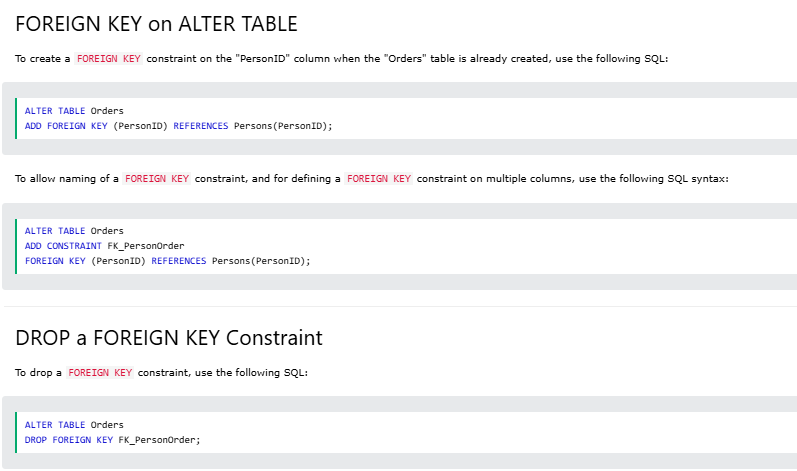 FOREIGN KEY on ALTER TABLE
To create a FOREIGN KEY constraint on the "PersonID" column when the "Orders" table is already created, use the following SQL:
ALTER TABLE Orders
ADD FOREIGN KEY (PersonID) REFERENCES Persons(PersonID);
To allow naming of a FOREIGN KEY constraint, and for defining a FOREIGN KEY constraint on multiple columns, use the following SQL syntax:
ALTER TABLE Orders
ADD CONSTRAINT FK_PersonOrder
FOREIGN KEY (PersonID) REFERENCES Persons(PersonID);
DROP a FOREIGN KEY Constraint
To drop a FOREIGN KEY constraint, use the following SQL:
ALTER TABLE Orders
DROP FOREIGN KEY FK_PersonOrder;